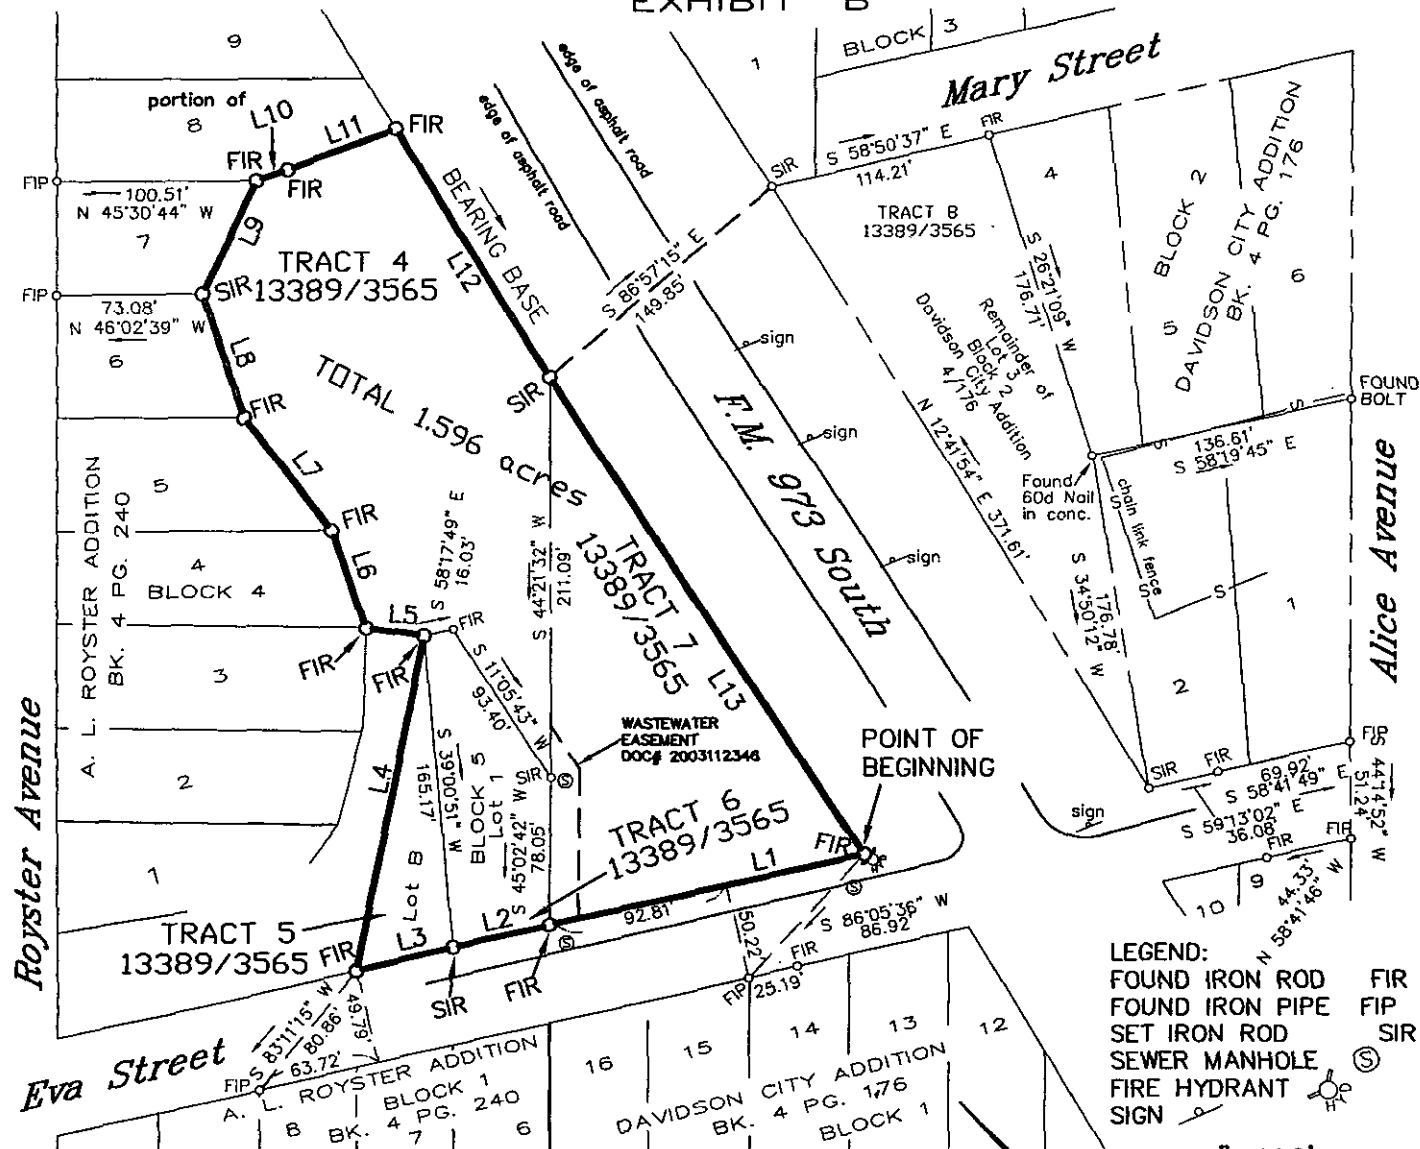 EXHIBIT "B"
9
portion of
8
L10
L11
FIR
FIR
FIR
FIP
100.51'
N 45°30'44" W
7
L9
TRACT 4
13389/3565
SIR
FIP
73.08'
N 46°02'39" W
6
L8
FIR
L7
5
FIR
A. L. ROYSTER ADDITION
BK. 4 PG. 240
4
BLOCK 4
L6
L5
FIR
FIR
3
2
1
L4
Royster Avenue
BEARING BASE
L12
edge of asphalt road
edge of asphalt road
TOTAL 1.596 acres
SIR
S 86°57'15" E
149.85'
S 58°17'49" E
16.03'
FIR
S 44°21'32" W
211.09'
S 11°05'43" W
93.40'
TRACT 7
13389/3565
L13
WASTEWATER
EASEMENT
DOC# 2003112346
SIR
S
S 39°00'51" W
165.17'
BLOCK 5
Lot 1
S 45°02'42" W
78.05'
Lot B
TRACT 6
13389/3565
L1
L2
L3
TRACT 5
13389/3565
FIR
SIR
FIR
S
92.81'
FIR
S
POINT OF
BEGINNING
F.M. 973 South
sign
sign
sign
sign
1
BLOCK 3
Mary Street
SIR
S 58°50'37" E
114.21'
FIR
TRACT 8
13389/3565
4
S 26°21'09" W
176.71'
Remainder of
Lot 3
Block 2
Davidson City Addition
4/176
N 12°41'54" E 371.61'
5
BLOCK 2
DAVIDSON CITY ADDITION
BK. 4 PG. 176
6
FOUND
BOLT
136.61'
S 58°19'45" E
Found
60d Nail
in conc.
chain link fence
S
S
S
S
S
S
S 34°50'12" W
176.78'
1
2
Alice Avenue
SIR
FIR
FIP
69.92'
S 58°41'49" E
S 59°13'02" E
36.08'
S 44°14'52" W
51.24'
FIR
FIR
44.33'
N 58°41'46" W
9
10
S 86°05'36" W
86.92'
50.22'
FIR
FIP
25.19'
S 83°11'15" W
80.86'
49.79'
63.72'
FIP
Eva Street
A. L. ROYSTER ADDITION
BLOCK 1
BK. 4 PG. 240
8
7
6
16
15
14
13
12
DAVIDSON CITY ADDITION
BK. 4 PG. 176
BLOCK 1
LEGEND:
FOUND IRON ROD FIR
FOUND IRON PIPE FIP
SET IRON ROD SIR
SEWER MANHOLE S
FIRE HYDRANT
SIGN